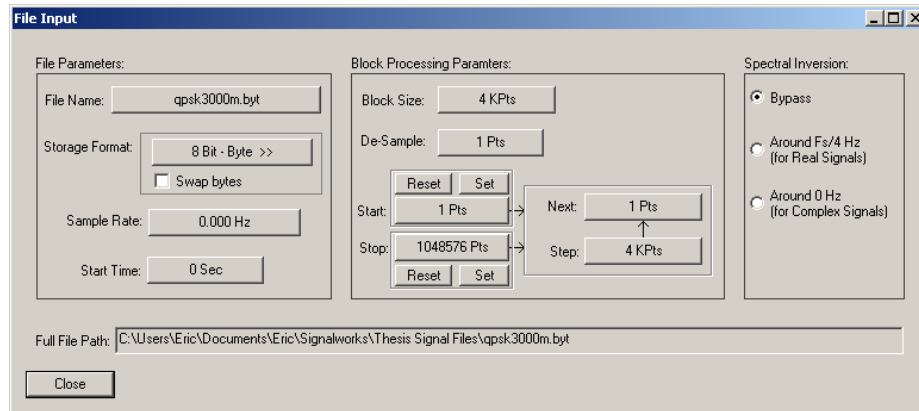 File Input
File Parameters:
File Name: qpsk3000m.byt
Storage Format: 8 Bit - Byte >>
Swap bytes
Sample Rate: 0.000 Hz
Start Time: 0 Sec
Block Processing Paramters:
Block Size: 4 KPts
De-Sample: 1 Pts
Reset Set
Start: 1 Pts
Stop: 1048576 Pts
Reset Set
Next: 1 Pts
Step: 4 KPts
Spectral Inversion:
Bypass
Around Fs/4 Hz
(for Real Signals)
Around 0 Hz
(for Complex Signals)
Full File Path: C:\Users\Eric\Documents\Eric\Signalworks\Thesis Signal Files\qpsk3000m.byt
Close